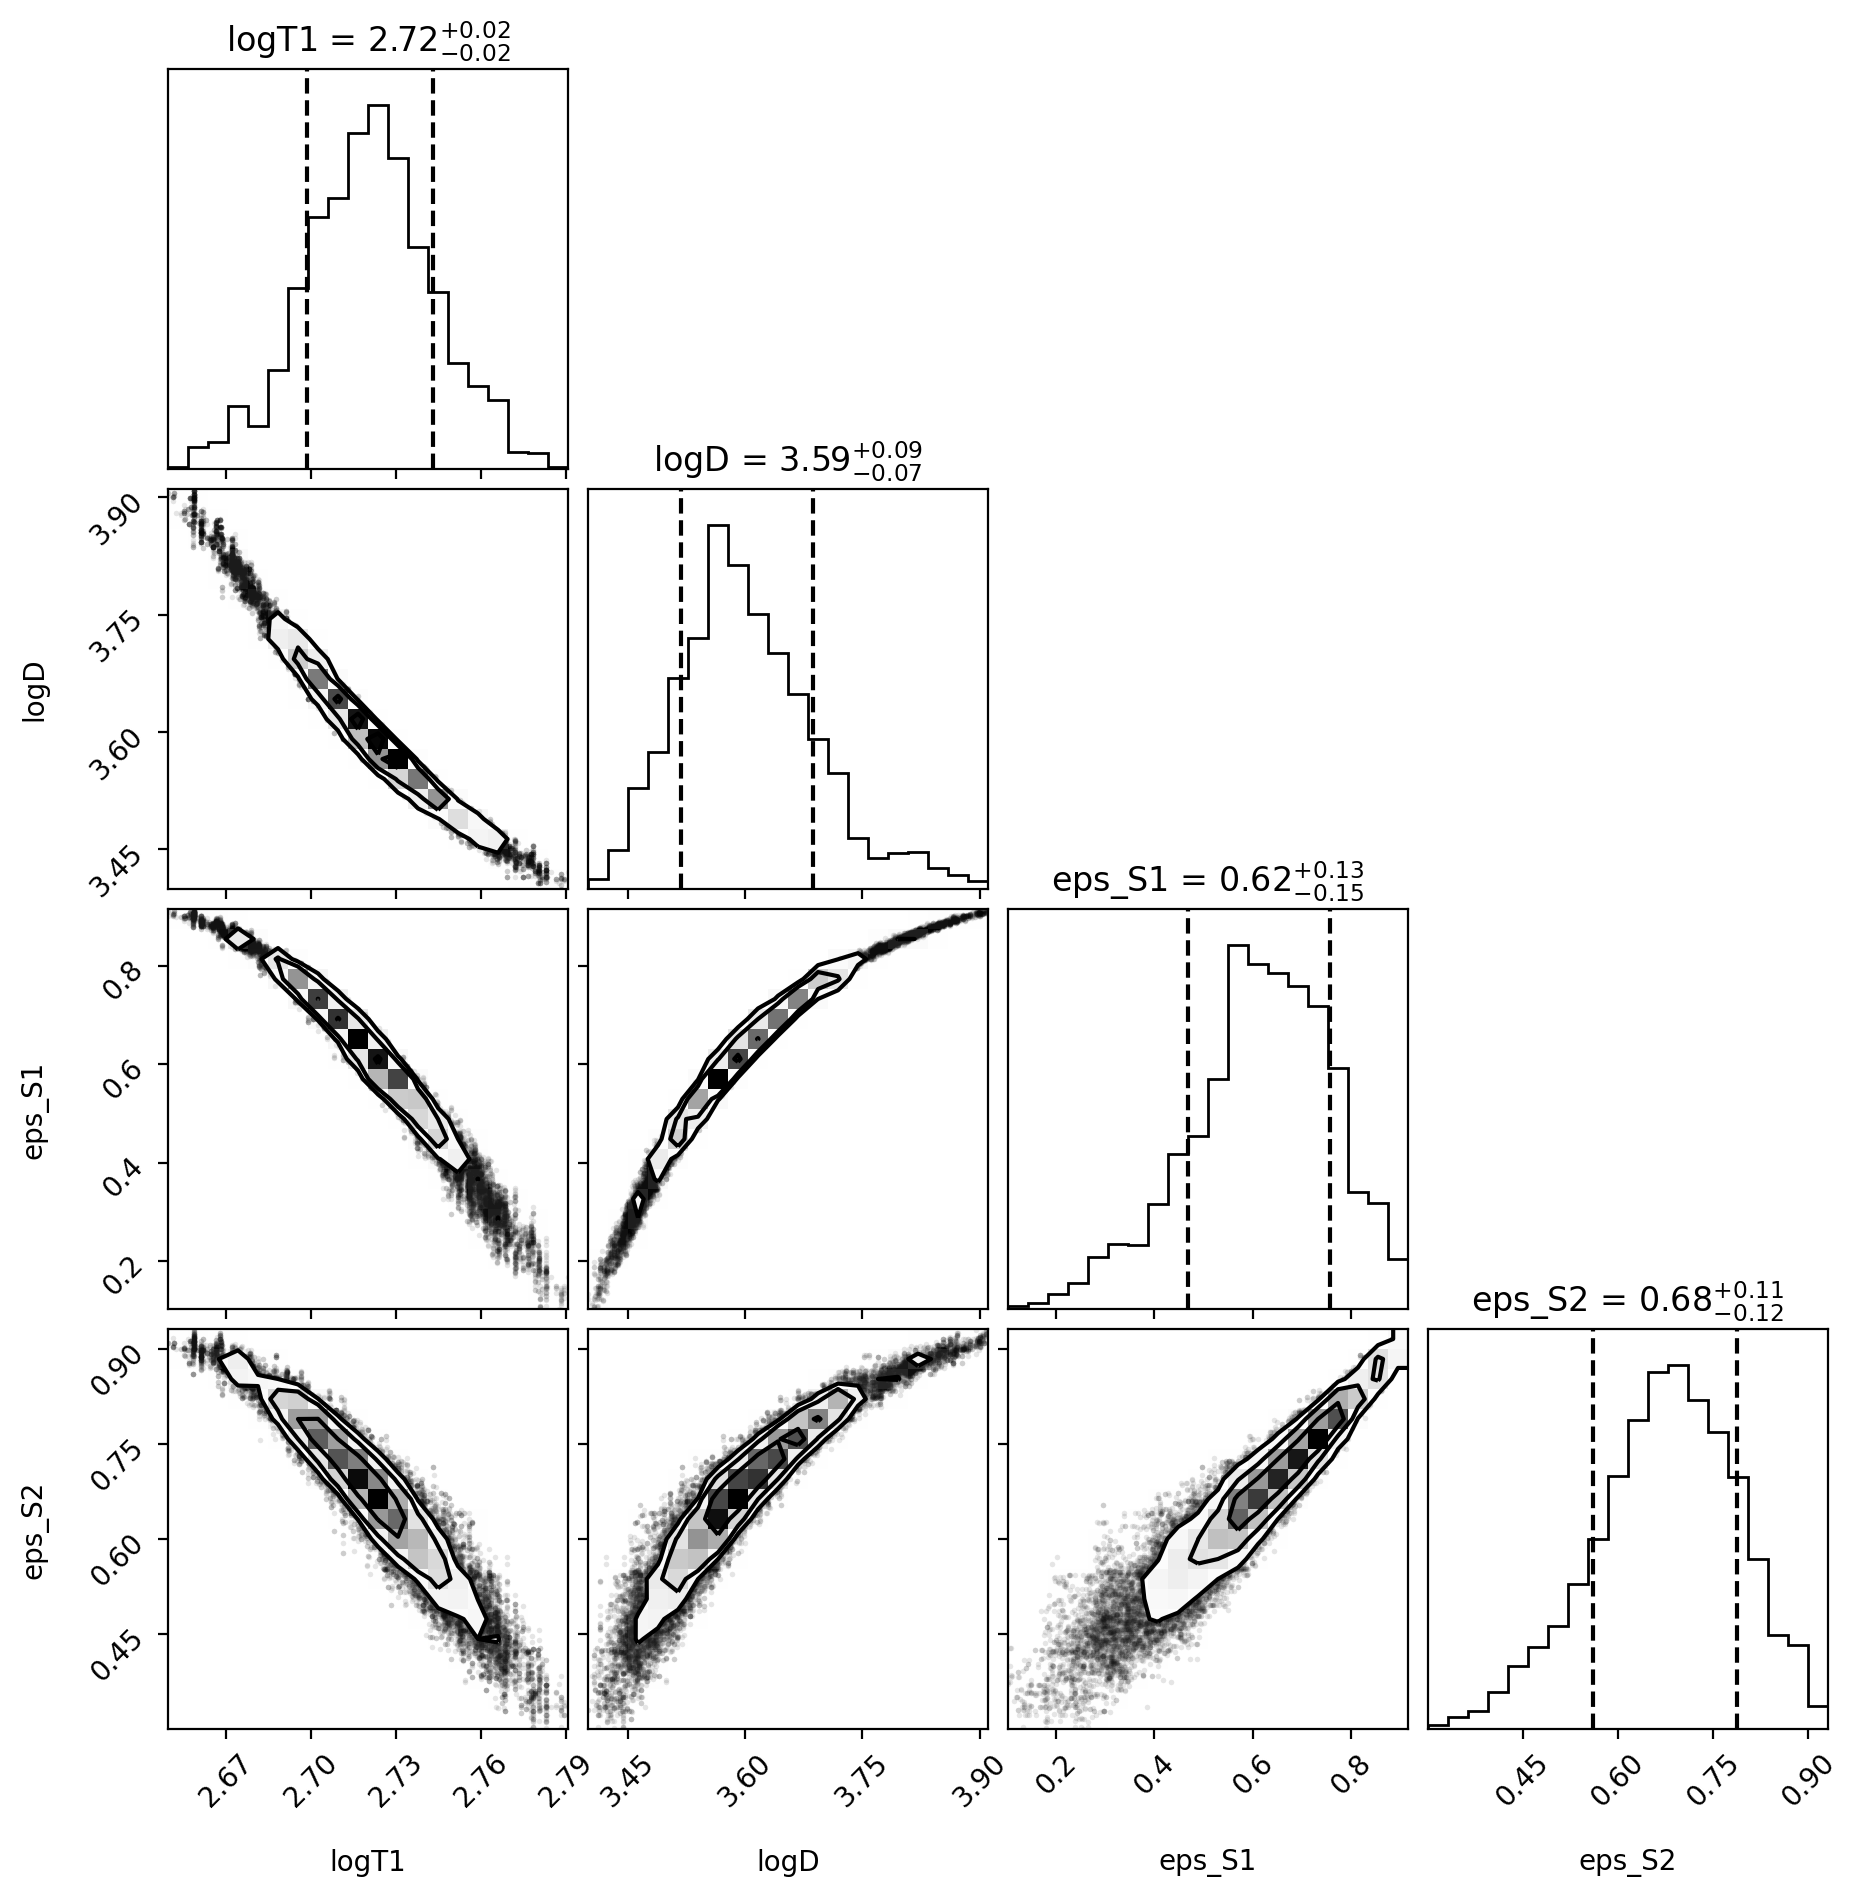 logT1 = 2.72+0.02−0.02
logD = 3.59+0.09−0.07
3.90
3.75
3.60
3.45
logD
eps_S1 = 0.62+0.13−0.15
0.8
0.6
0.4
0.2
eps_S1
eps_S2 = 0.68+0.11−0.12
0.90
0.75
0.60
0.45
eps_S2
2.67 2.70 2.73 2.76 2.79 3.45 3.60 3.75 3.90 0.2 0.4 0.6 0.8 0.45 0.60 0.75 0.90
logT1 logD eps_S1 eps_S2